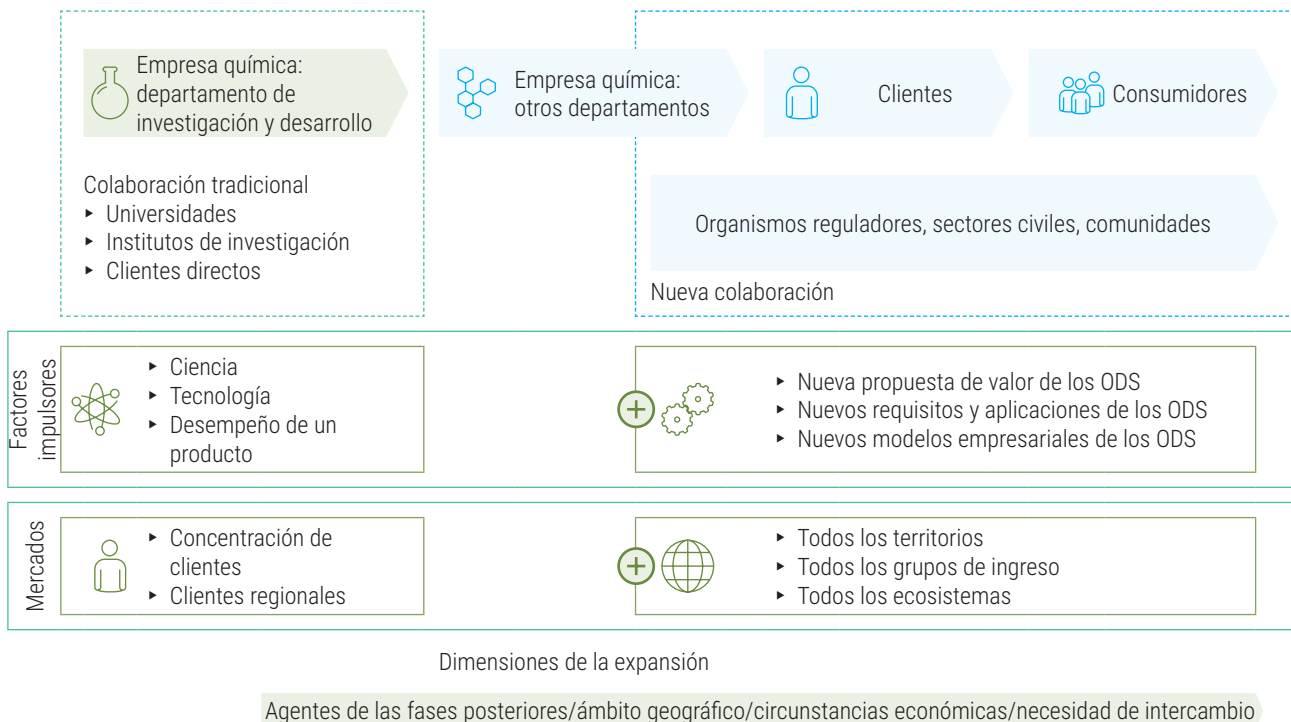 Empresa química:
departamento de
investigación y desarrollo
Empresa química:
otros departamentos
Clientes
Consumidores
Colaboración tradicional
▸ Universidades
▸ Institutos de investigación
▸ Clientes directos
Organismos reguladores, sectores civiles, comunidades
Nueva colaboración
Factores
impulsores
▸ Ciencia
▸ Tecnología
▸ Desempeño de un
producto
▸ Nueva propuesta de valor de los ODS
▸ Nuevos requisitos y aplicaciones de los ODS
▸ Nuevos modelos empresariales de los ODS
Mercados
▸ Concentración de
clientes
▸ Clientes regionales
▸ Todos los territorios
▸ Todos los grupos de ingreso
▸ Todos los ecosistemas
Dimensiones de la expansión
Agentes de las fases posteriores/ámbito geográfico/circunstancias económicas/necesidad de intercambio